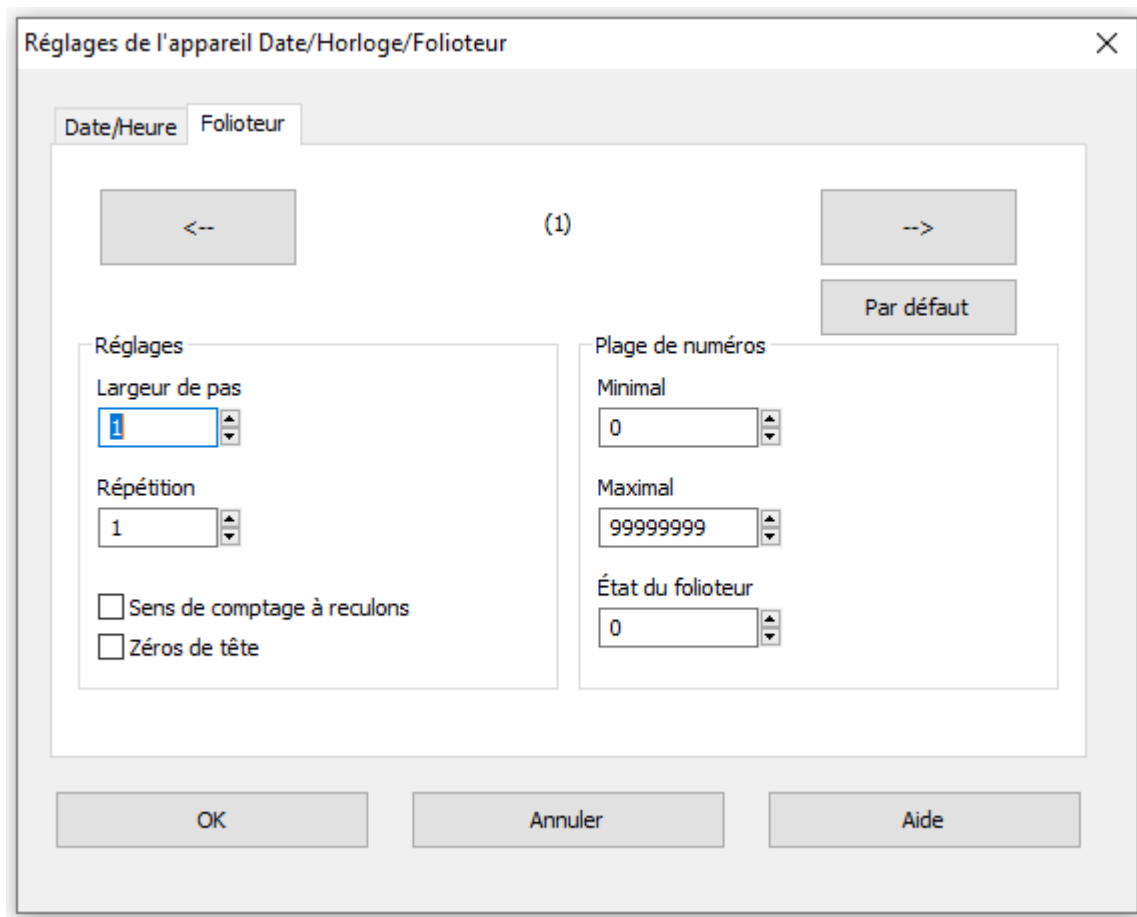 Réglages de l'appareil Date/Horloge/Folioteur
Date/Heure
Folioteur
<--
(1)
-->
Par défaut
Réglages
Largeur de pas
1
Répétition
1
Sens de comptage à reculons
Zéros de tête
Plage de numéros
Minimal
0
Maximal
99999999
État du folioteur
0
OK
Annuler
Aide